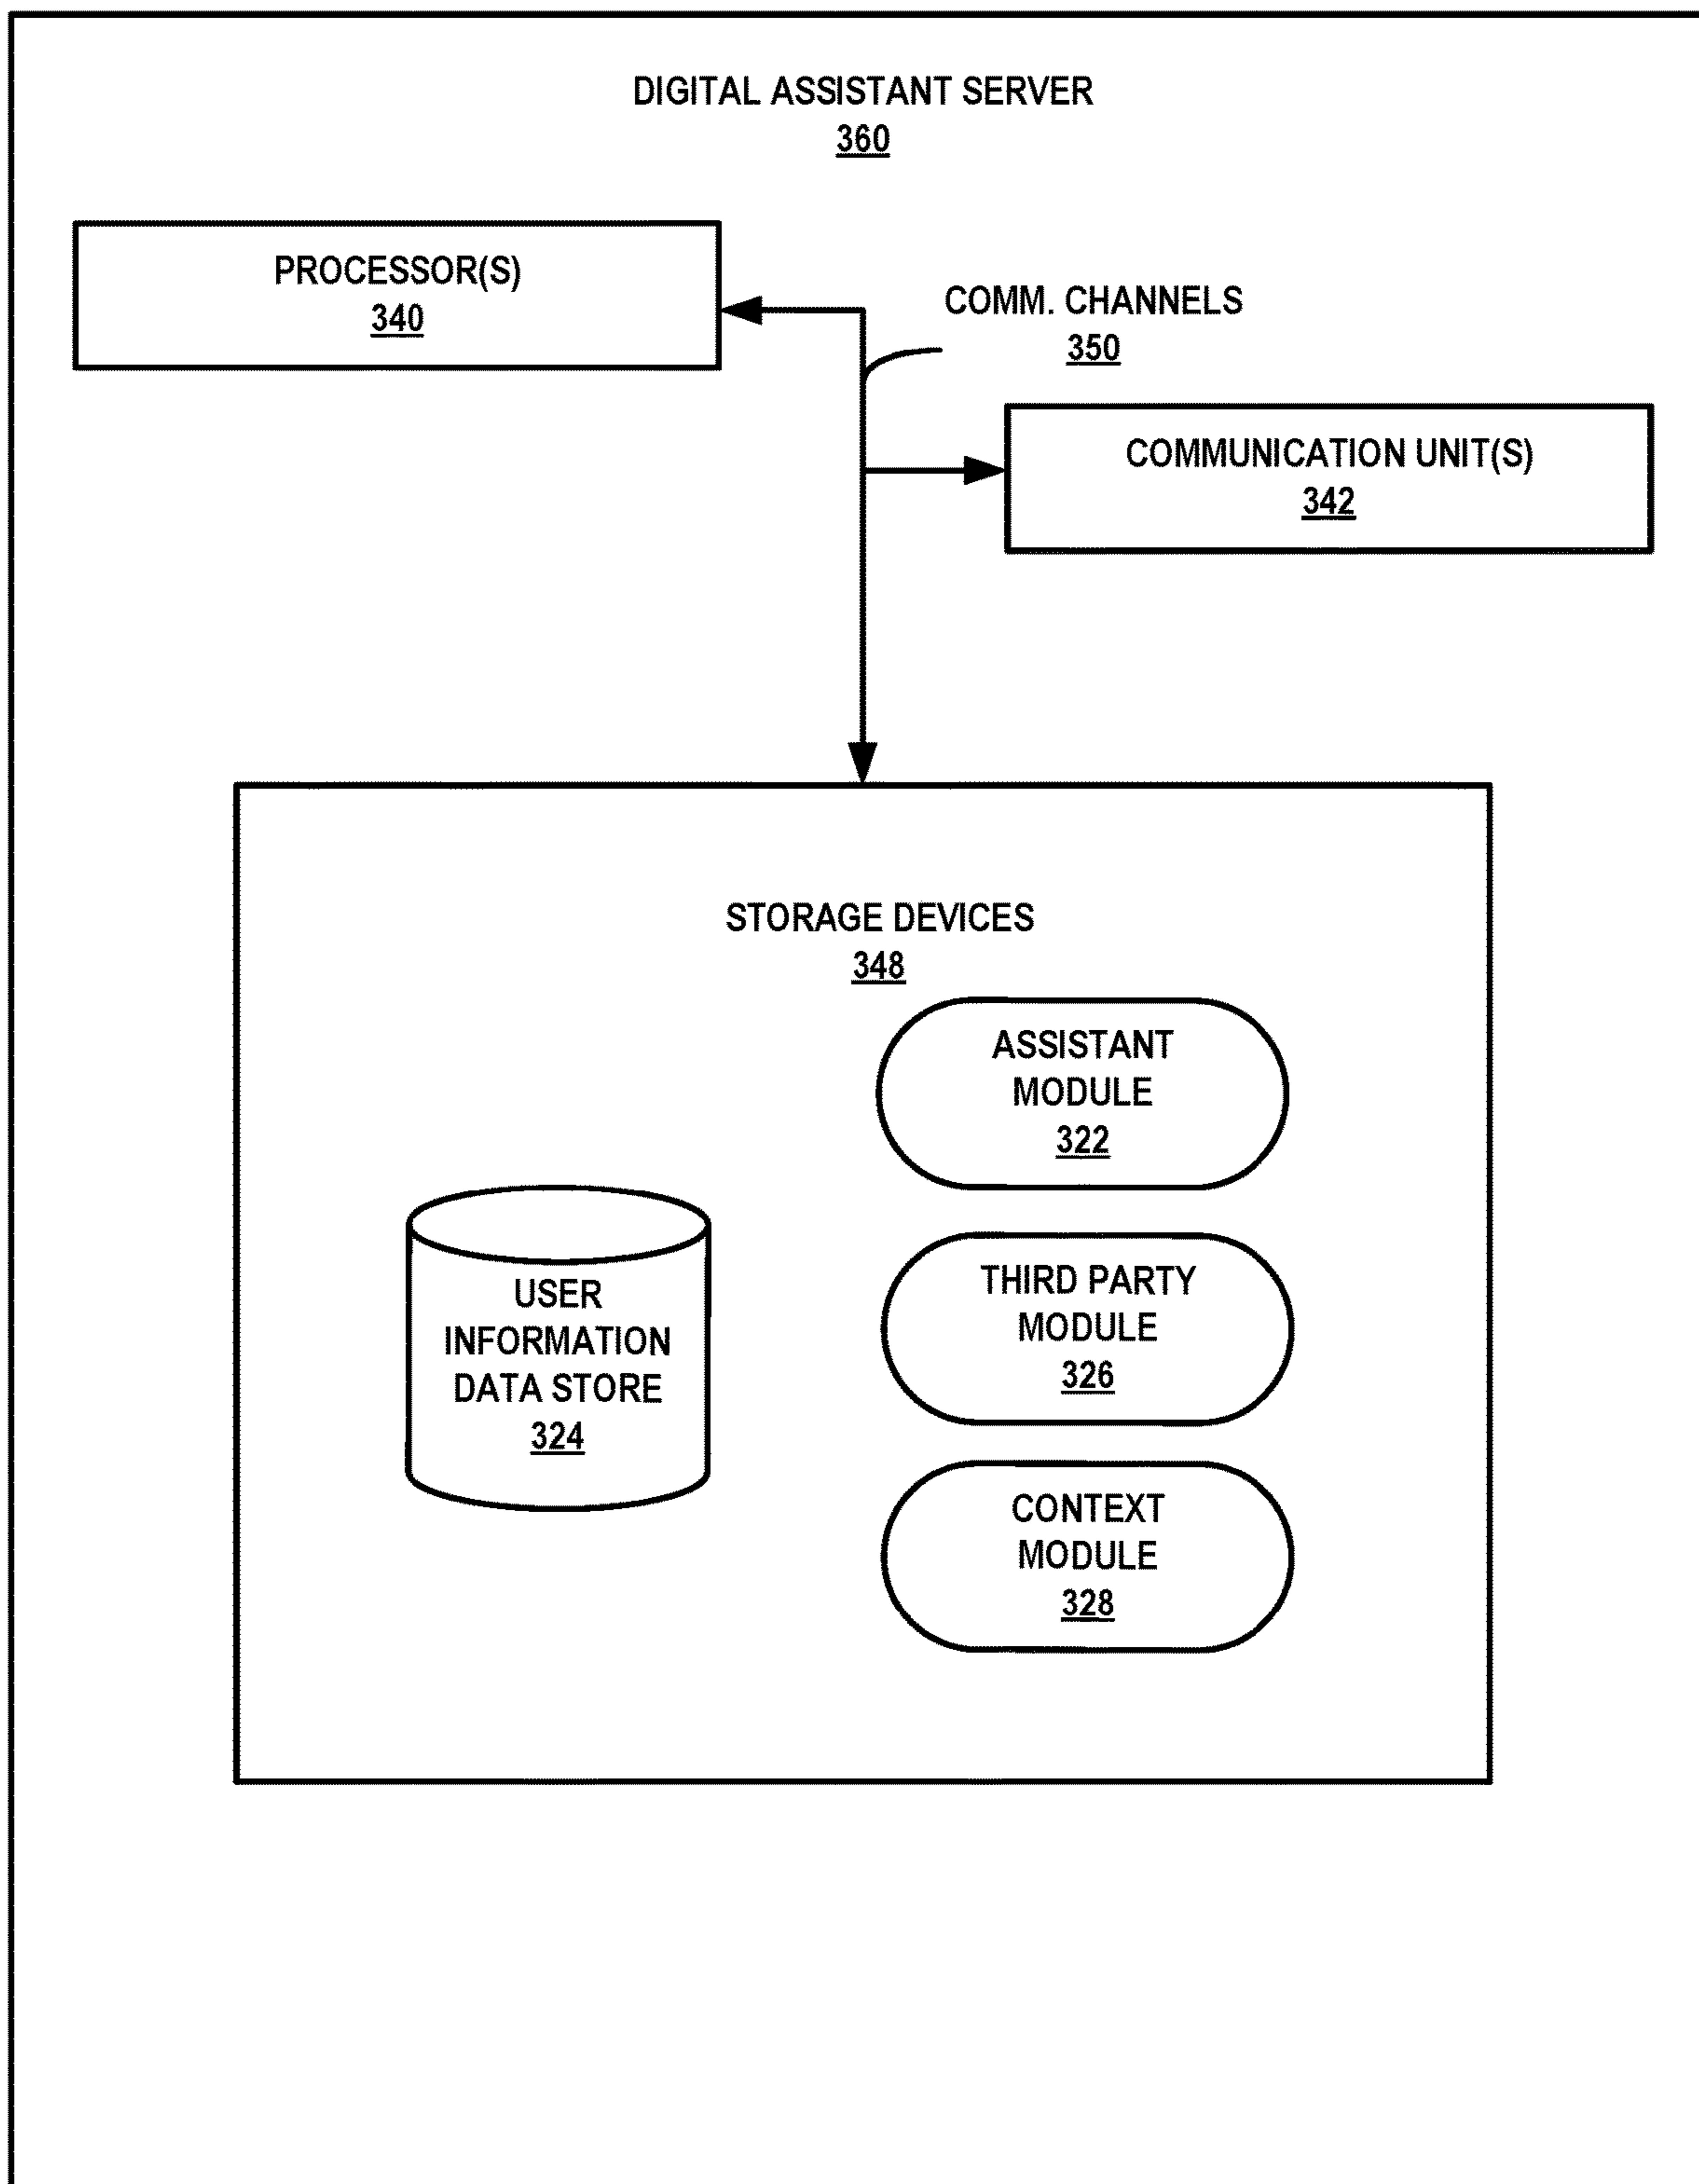 DIGITAL ASSISTANT SERVER
360
PROCESSOR(S)
340
COMM. CHANNELS
350
COMMUNICATION UNIT(S)
342
STORAGE DEVICES
348
ASSISTANT
MODULE
322
USER
INFORMATION
DATA STORE
324
THIRD PARTY
MODULE
326
CONTEXT
MODULE
328